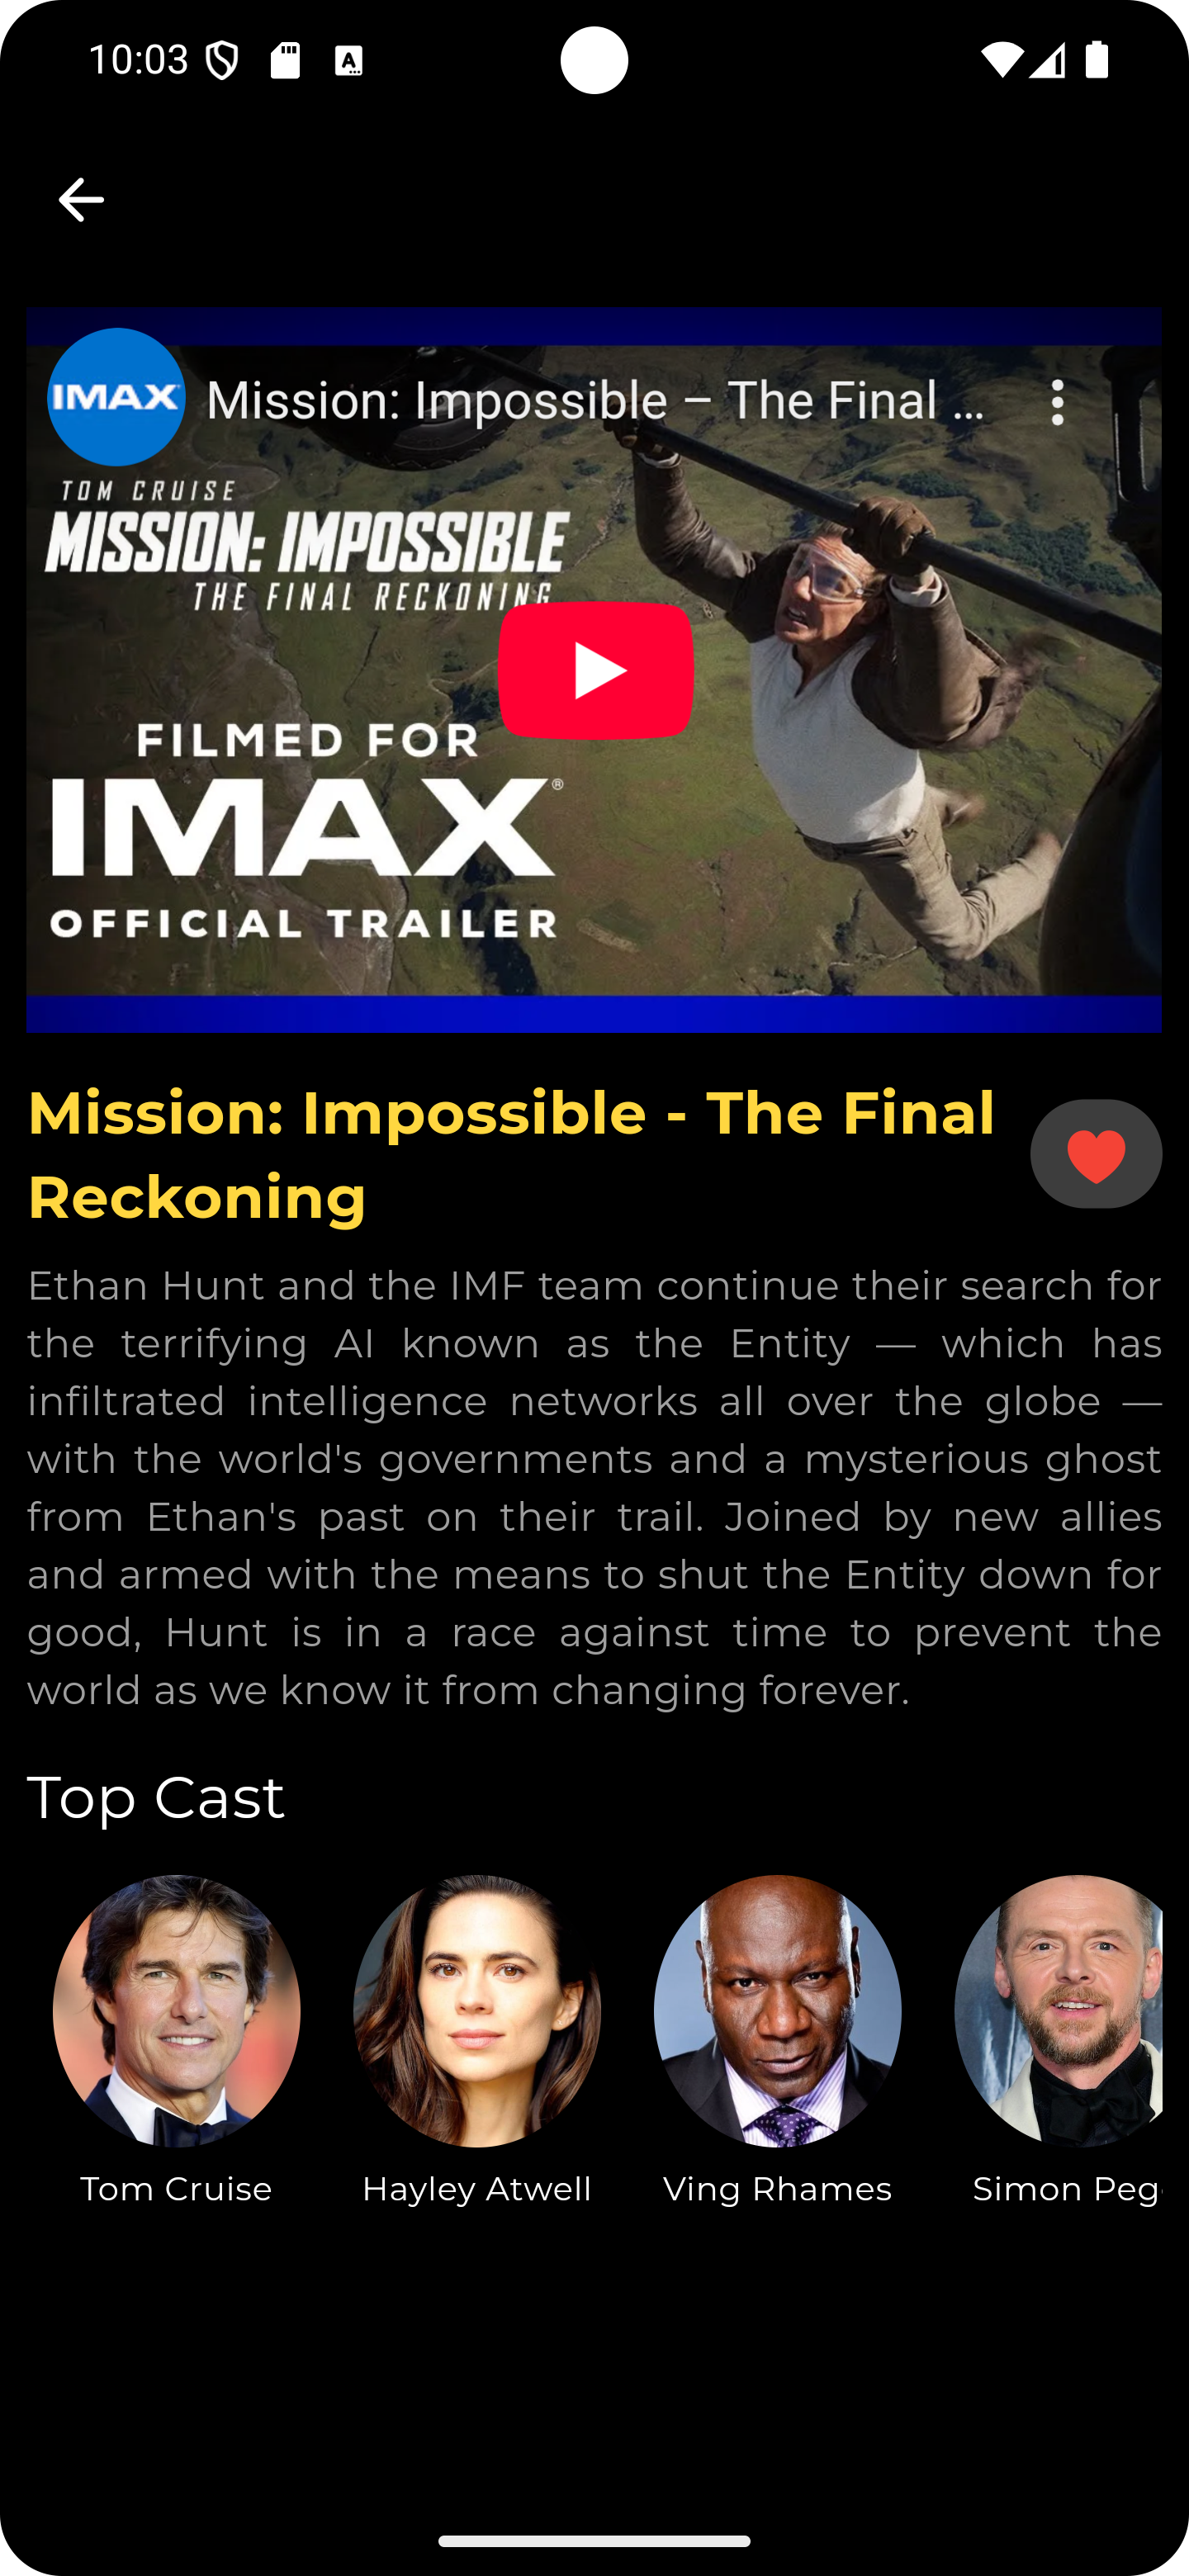 10:03
IMAX
Mission: Impossible – The Final ...
TOM CRUISE
MISSION: IMPOSSIBLE
THE FINAL RECKONING
FILMED FOR
IMAX®
OFFICIAL TRAILER
Mission: Impossible - The Final
Reckoning
Ethan Hunt and the IMF team continue their search for
the terrifying AI known as the Entity — which has
infiltrated intelligence networks all over the globe —
with the world's governments and a mysterious ghost
from Ethan's past on their trail. Joined by new allies
and armed with the means to shut the Entity down for
good, Hunt is in a race against time to prevent the
world as we know it from changing forever.
Top Cast
Tom Cruise
Hayley Atwell
Ving Rhames
Simon Peg